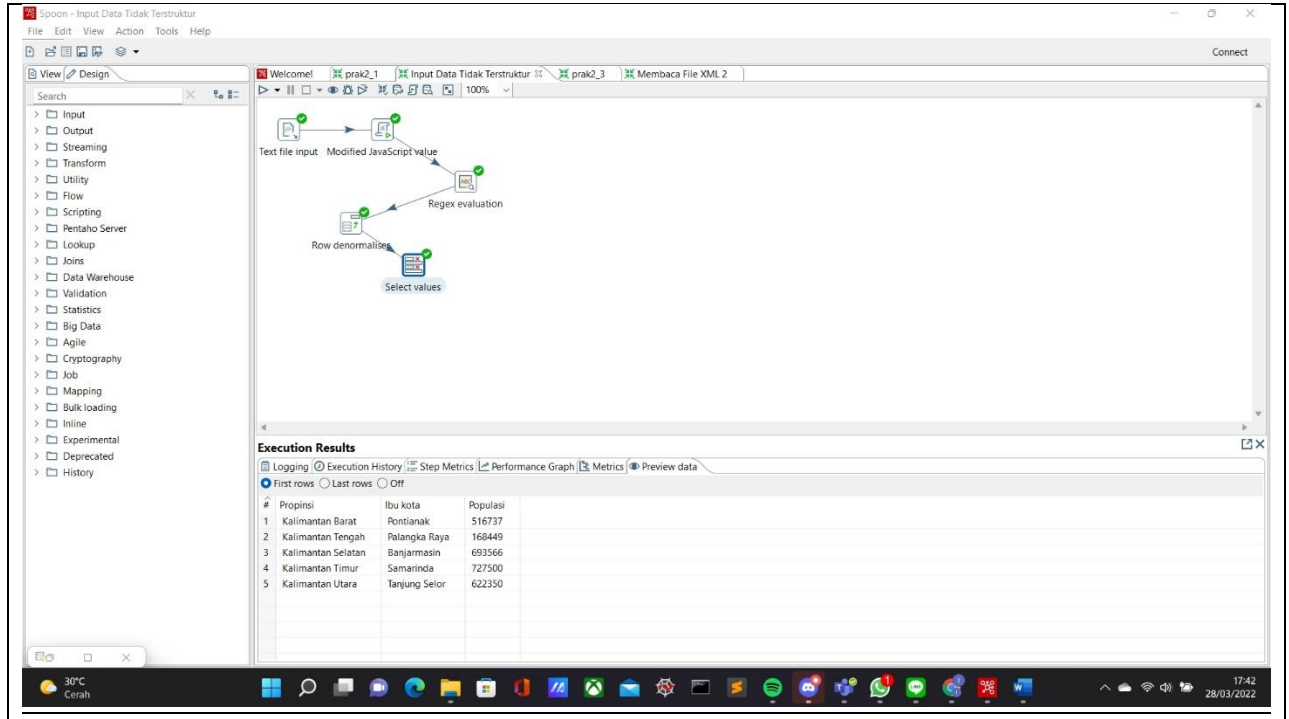 Spoon - Input Data Tidak Terstruktur
File Edit View Action Tools Help
Connect
View Design
Welcome! prak2_1 Input Data Tidak Terstruktur prak2_3 Membaca File XML 2
Search
100%
Input
Output
Streaming
Transform
Utility
Flow
Scripting
Pentaho Server
Lookup
Joins
Data Warehouse
Validation
Statistics
Big Data
Agile
Cryptography
Job
Mapping
Bulk loading
Inline
Experimental
Deprecated
History
Text file input Modified JavaScript value
Regex evaluation
Row denormaliser
Select values
Execution Results
Logging Execution History Step Metrics Performance Graph Metrics Preview data
First rows Last rows Off
# Propinsi Ibu kota Populasi
1 Kalimantan Barat Pontianak 516737
2 Kalimantan Tengah Palangka Raya 168449
3 Kalimantan Selatan Banjarmasin 693566
4 Kalimantan Timur Samarinda 727500
5 Kalimantan Utara Tanjung Selor 622350
30°C
Cerah
17:42
28/03/2022